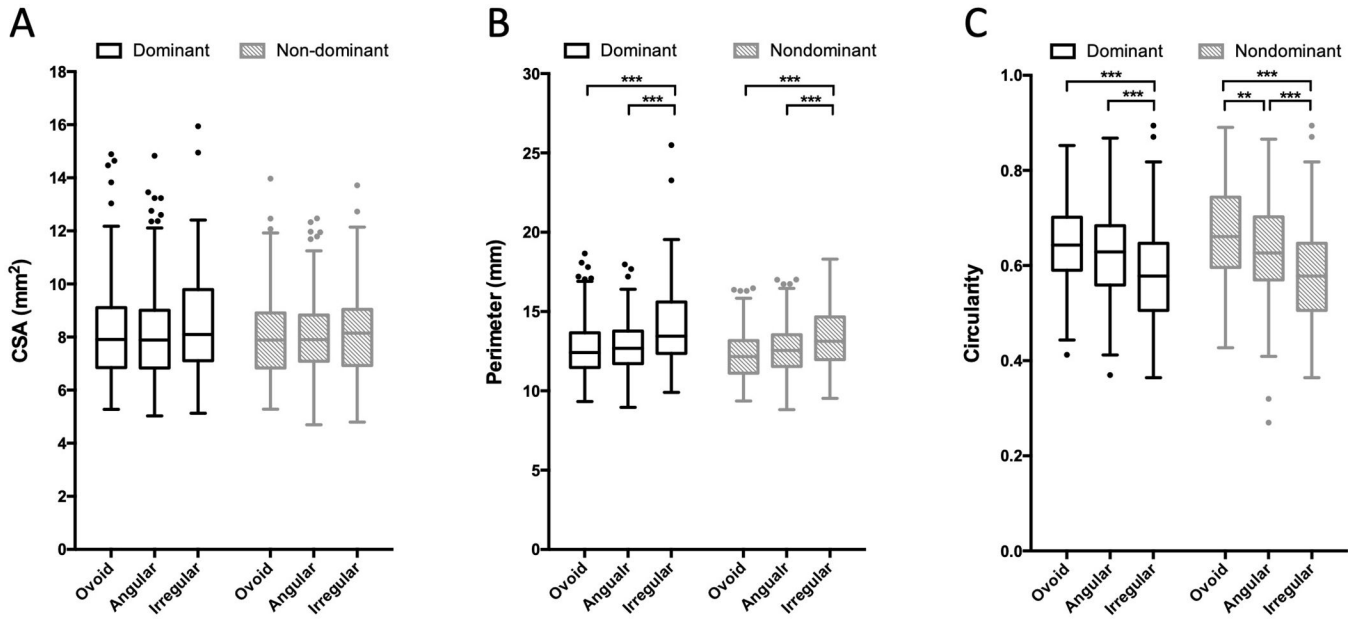 A
Dominant
Non-dominant
CSA (mm²)
18
16
14
12
10
8
6
4
2
0
Ovoid
Angular
Irregular
Ovoid
Angular
Irregular
B
Dominant
Nondominant
Perimeter (mm)
30
25
20
15
10
5
0
***
***
***
***
Ovoid
Angualr
Irregular
Ovoid
Angualr
Irregular
C
Dominant
Nondominant
Circularity
1.0
0.8
0.6
0.4
0.2
0.0
***
***
***
**
***
Ovoid
Angular
Irregular
Ovoid
Angular
Irregular